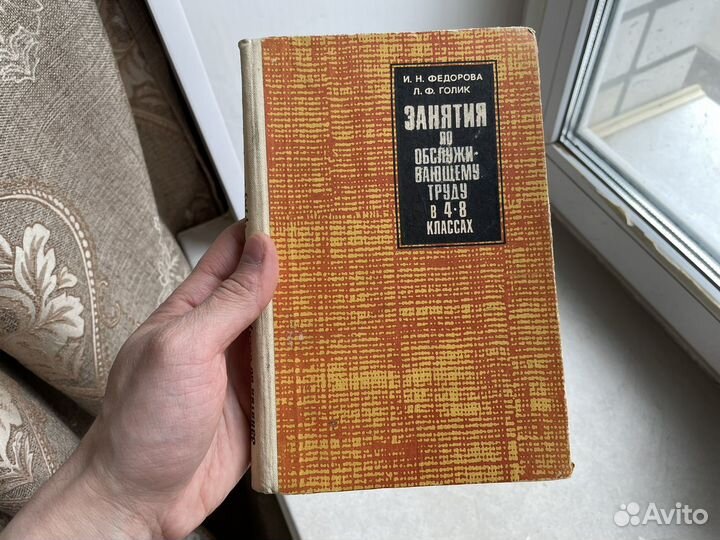 И. Н. ФЕДОРОВА
Л. Ф. ГОЛИК
ЗАНЯТИЯ
ПО
ОБСЛУЖИ-
ВАЮЩЕМУ
ТРУДУ
В 4·8
КЛАССАХ
Avito